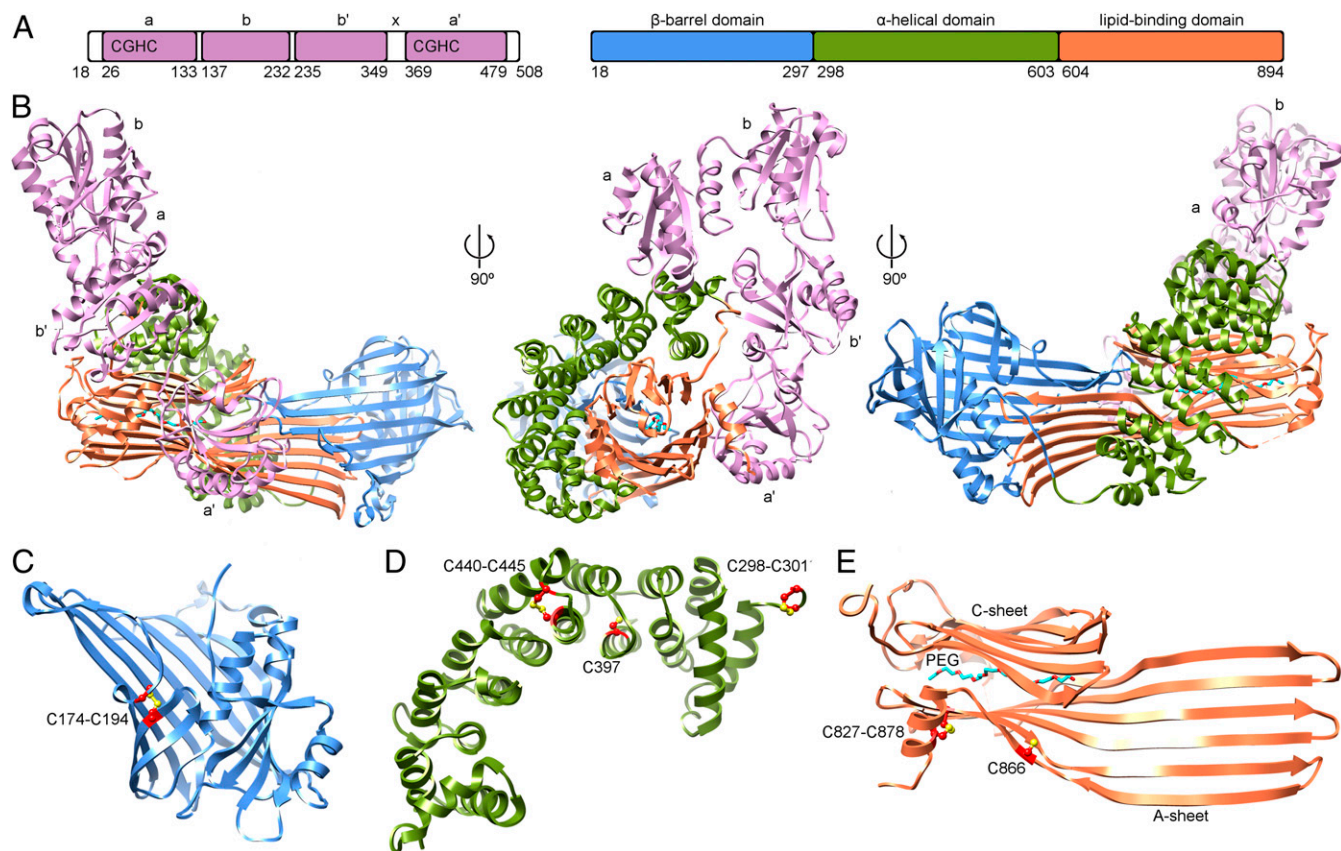 A
a b b' x a'
CGHC CGHC
18 26 133 137 232 235 349 369 479 508
β-barrel domain α-helical domain lipid-binding domain
18 297 298 603 604 894
B
b
a
b'
a'
90º
b
a
b'
a'
90º
b
a
C
C174-C194
D
C440-C445
C298-C301
C397
E
C-sheet
PEG
C827-C878
C866
A-sheet